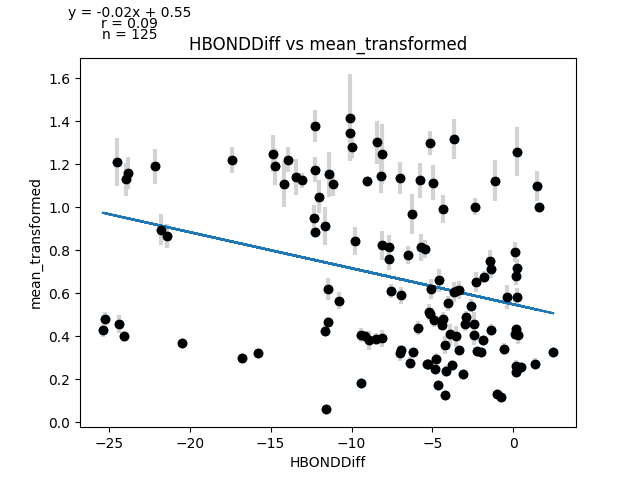 y = -0.02x + 0.55
r = 0.09
n = 125
HBONDDiff vs mean_transformed
1.6
1.4
1.2
1.0
0.8
0.6
0.4
0.2
0.0
mean_transformed
−25
−20
−15
−10
−5
0
HBONDDiff